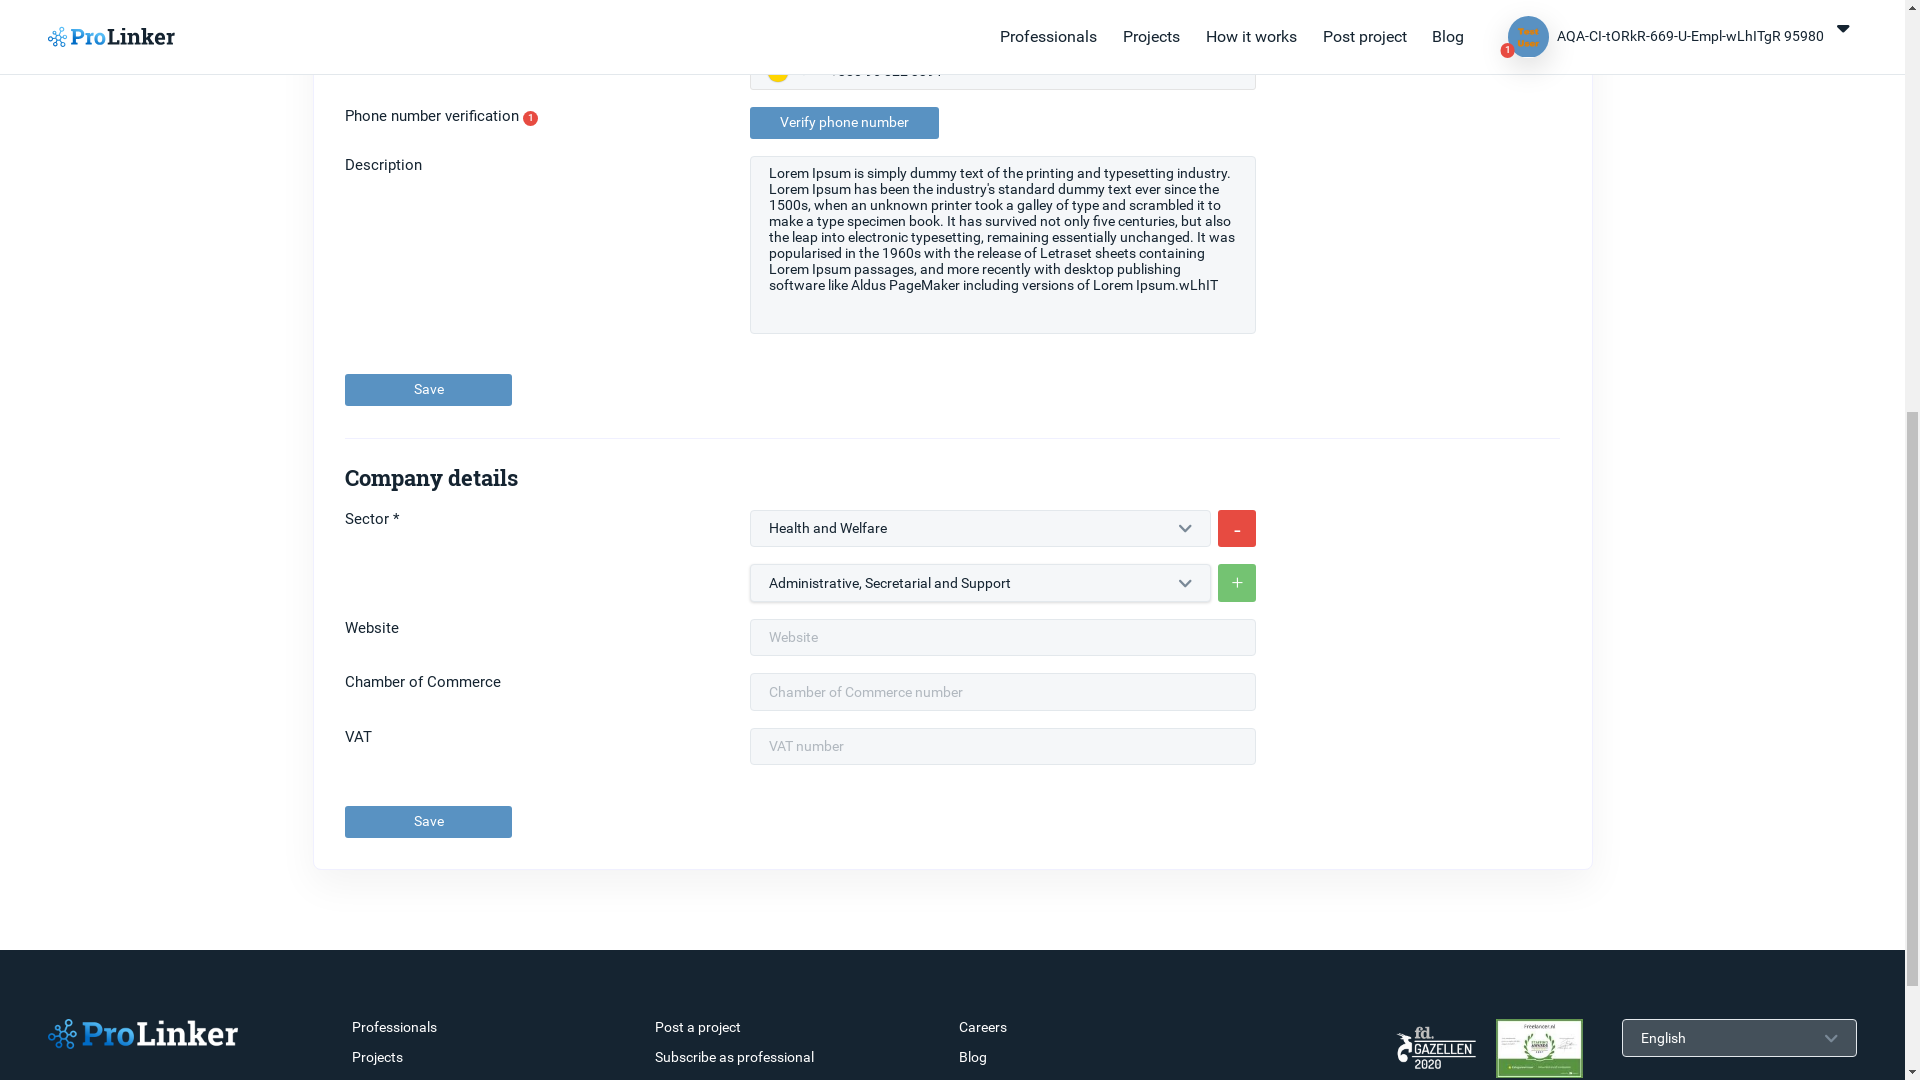 ProLinker
Professionals
Projects
How it works
Post project
Blog
1
AQA-CI-tORkR-669-U-Empl-wLhITgR 95980
Phone number verification 1
Verify phone number
Description
Lorem Ipsum is simply dummy text of the printing and typesetting industry.
Lorem Ipsum has been the industry's standard dummy text ever since the
1500s, when an unknown printer took a galley of type and scrambled it to
make a type specimen book. It has survived not only five centuries, but also
the leap into electronic typesetting, remaining essentially unchanged. It was
popularised in the 1960s with the release of Letraset sheets containing
Lorem Ipsum passages, and more recently with desktop publishing
software like Aldus PageMaker including versions of Lorem Ipsum.wLhIT
Save
Company details
Sector *
Health and Welfare
-
Administrative, Secretarial and Support
+
Website
Website
Chamber of Commerce
Chamber of Commerce number
VAT
VAT number
Save
ProLinker
Professionals
Post a project
Careers
Projects
Subscribe as professional
Blog
fd.
GAZELLEN
2020
Freelancer.nl
English